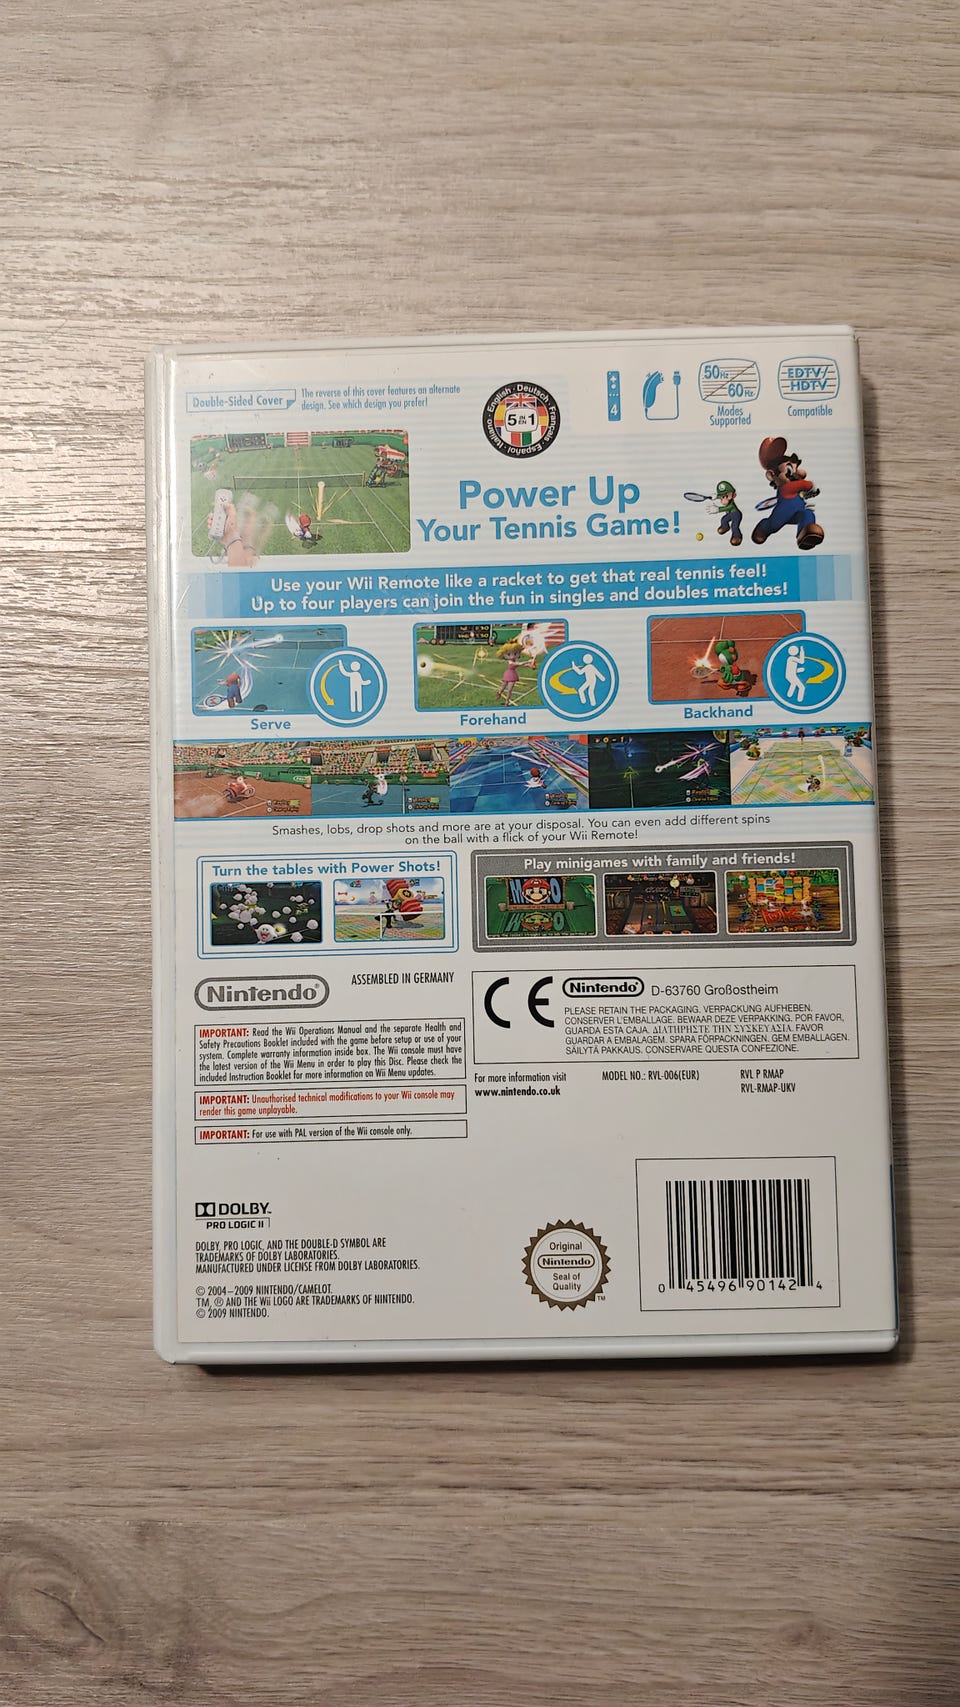 Double-Sided Cover
The reverse of this cover features an alternate
design. See which design you prefer!
English · Deutsch · Français · Español · Italiano
5 IN EN 1
4
50Hz
60Hz
Modes
Supported
EDTV/
HDTV
Compatible
Power Up
Your Tennis Game!
Use your Wii Remote like a racket to get that real tennis feel!
Up to four players can join the fun in singles and doubles matches!
Serve
Forehand
Backhand
Smashes, lobs, drop shots and more are at your disposal. You can even add different spins
on the ball with a flick of your Wii Remote!
Turn the tables with Power Shots!
Play minigames with family and friends!
Nintendo®
ASSEMBLED IN GERMANY
IMPORTANT: Read the Wii Operations Manual and the separate Health and
Safety Precautions Booklet included with the game before setup or use of your
system. Complete warranty information inside box. The Wii console must have
the latest version of the Wii Menu in order to play this Disc. Please check the
included Instruction Booklet for more information on Wii Menu updates.
IMPORTANT: Unauthorised technical modifications to your Wii console may
render this game unplayable.
IMPORTANT: For use with PAL version of the Wii console only.
CE
Nintendo® D-63760 Großostheim
PLEASE RETAIN THE PACKAGING. VERPACKUNG AUFHEBEN.
CONSERVER L'EMBALLAGE. BEWAAR DEZE VERPAKKING. POR FAVOR,
GUARDA ESTA CAJA. ΔΙΑΤΗΡΗΣΤΕ ΤΗΝ ΣΥΣΚΕΥΑΣΙΑ. FAVOR
GUARDAR A EMBALAGEM. SPARA FÖRPACKNINGEN. GEM EMBALLAGEN.
SÄILYTÄ PAKKAUS. CONSERVARE QUESTA CONFEZIONE.
For more information visit
www.nintendo.co.uk
MODEL NO.: RVL-006(EUR)
RVL P RMAP
RVL-RMAP-UKV
DOLBY™
PRO LOGIC II
DOLBY, PRO LOGIC, AND THE DOUBLE-D SYMBOL ARE
TRADEMARKS OF DOLBY LABORATORIES.
MANUFACTURED UNDER LICENSE FROM DOLBY LABORATORIES.
© 2004–2009 NINTENDO/CAMELOT.
TM, ® AND THE Wii LOGO ARE TRADEMARKS OF NINTENDO.
© 2009 NINTENDO.
Original
Nintendo
Seal of
Quality
TM
0 45496 90142 4